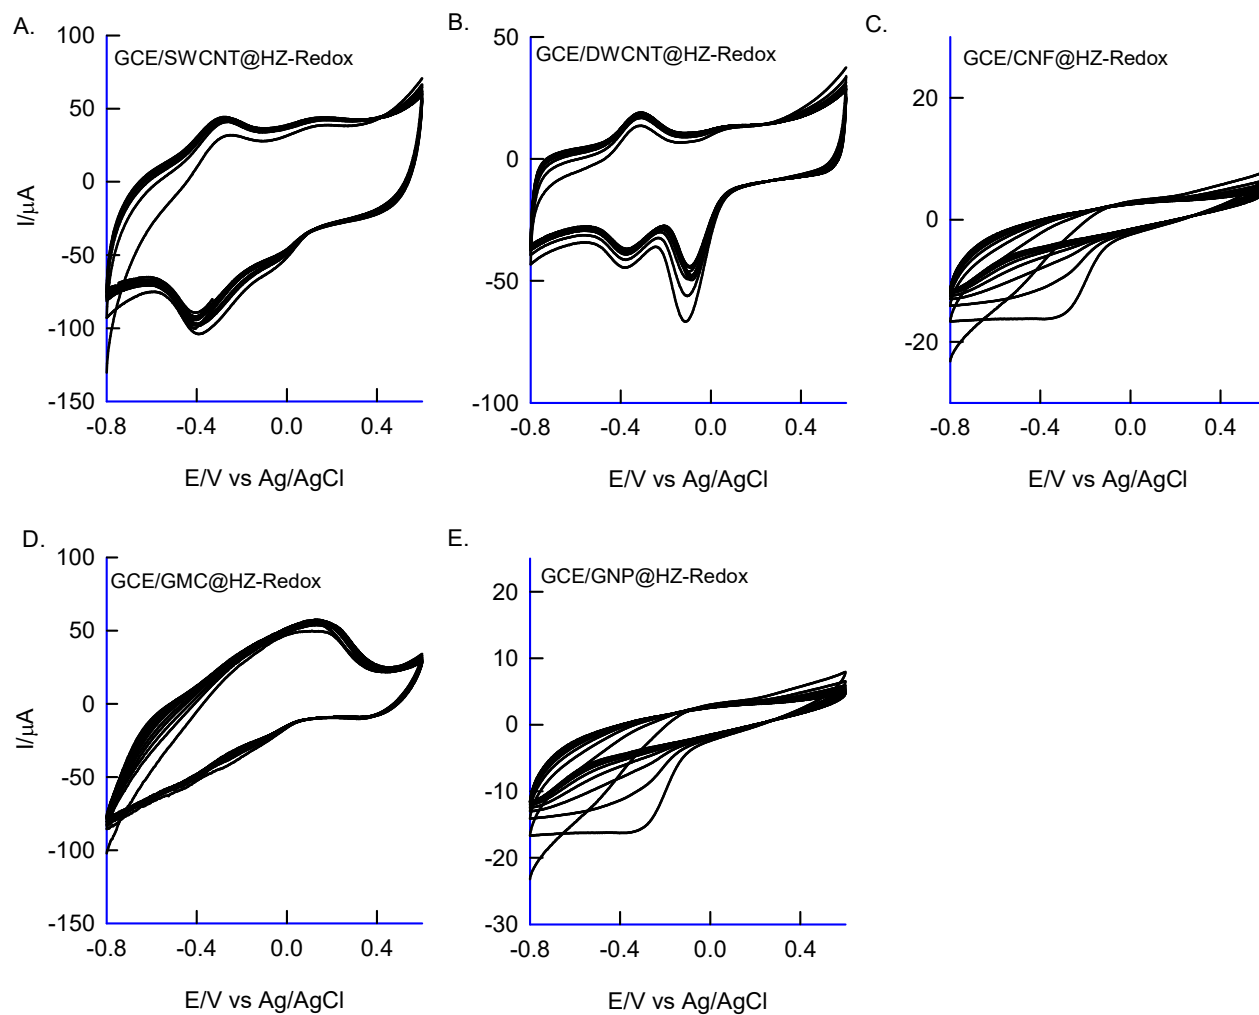 A.
GCE/SWCNT@HZ-Redox
100
50
0
-50
-100
-150
I/μA
-0.8 -0.4 0.0 0.4
E/V vs Ag/AgCl
B.
GCE/DWCNT@HZ-Redox
50
0
-50
-100
-0.8 -0.4 0.0 0.4
E/V vs Ag/AgCl
C.
GCE/CNF@HZ-Redox
20
0
-20
-0.8 -0.4 0.0 0.4
E/V vs Ag/AgCl
D.
GCE/GMC@HZ-Redox
100
50
0
-50
-100
-150
I/μA
-0.8 -0.4 0.0 0.4
E/V vs Ag/AgCl
E.
GCE/GNP@HZ-Redox
20
10
0
-10
-20
-30
-0.8 -0.4 0.0 0.4
E/V vs Ag/AgCl